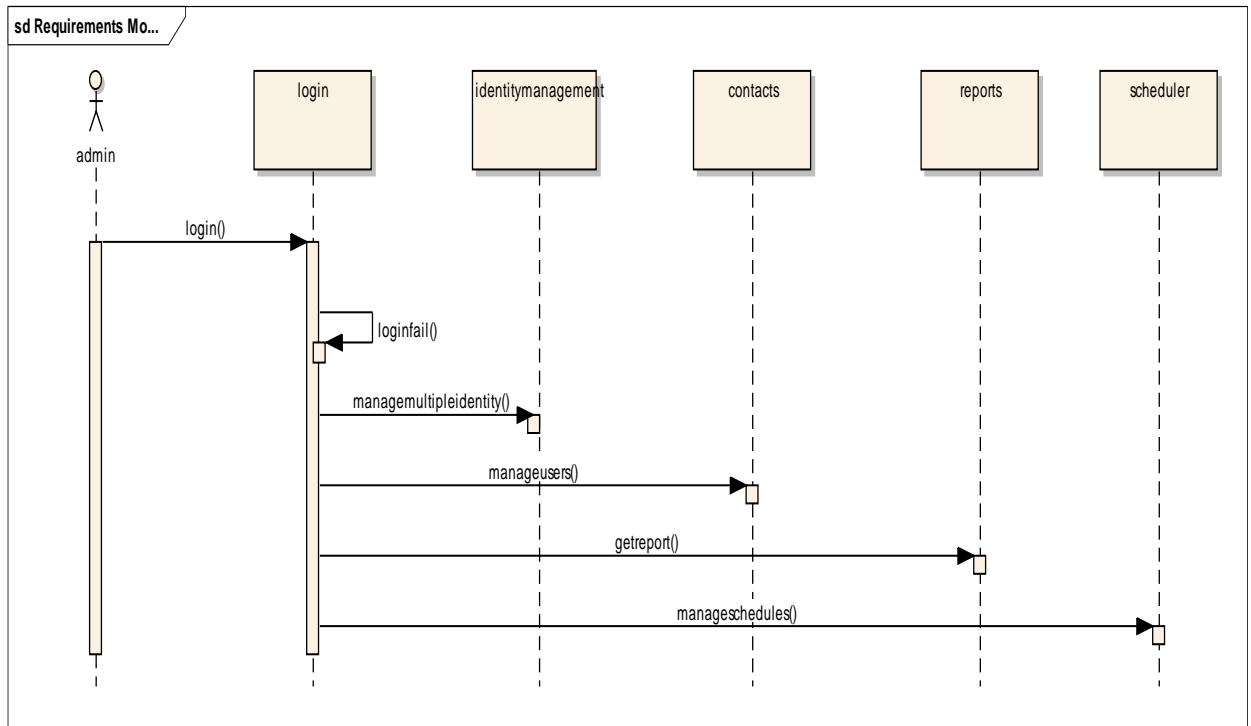 sd Requirements Mo...
admin
login
identitymanagement
contacts
reports
scheduler
login()
loginfail()
managemultipleidentity()
manageusers()
getreport()
manageschedules()